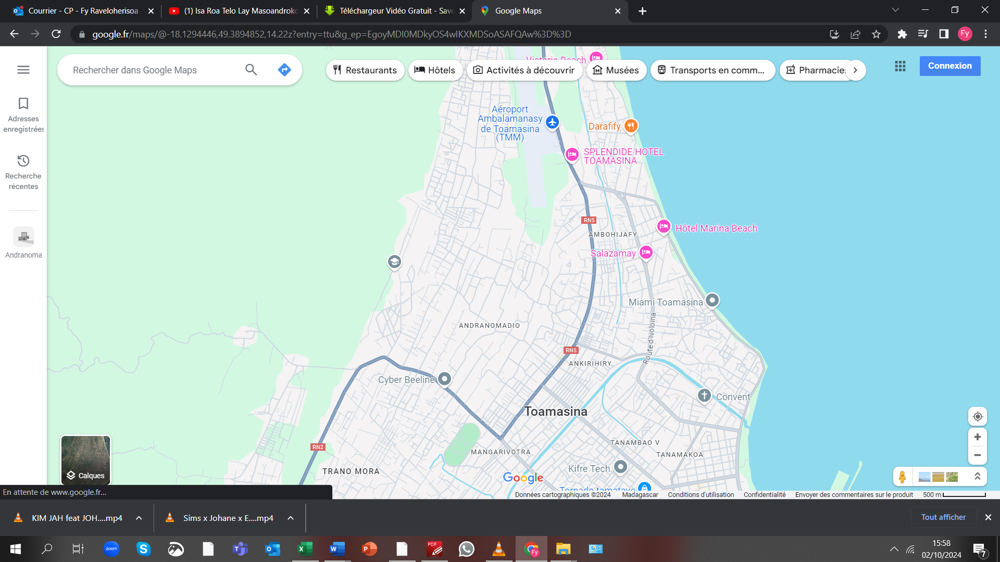 Courrier - CP - Fy Raveloherisoa -
(1) Isa Roa Telo Lay Masoandroko
Téléchargeur Vidéo Gratuit - Save
Google Maps
google.fr/maps/@-18.1294446,49.3894852,14.22z?entry=ttu&g_ep=EgoyMDI0MDkyOS4wIKXMDSoASAFQAw%3D%3D
Fy
Rechercher dans Google Maps
Restaurants
Hôtels
Activités à découvrir
Musées
Transports en comm...
Pharmacies
Connexion
Adresses
enregistrées
Recherche
récentes
Andranoma
Victoria Beach
Aéroport
Ambalamanasy
de Toamasina
(TMM)
Darafify
SPLENDIDE HOTEL
TOAMASINA
RN5
AMBOHIJAFY
Hôtel Marina Beach
Salazamay
Miami Toamasina
ANDRANOMADIO
Route d'Ivoloina
RN5
ANKIRIHIRY
Cyber Beeline
Convent
Toamasina
RN2
MANGARIVOTRA
TANAMBAO V
TANAMAKOA
TRANO MORA
Kifre Tech
Google
Tornado tamatave
Calques
En attente de www.google.fr...
Données cartographiques ©2024
Madagascar
Conditions d'utilisation
Confidentialité
Envoyer des commentaires sur le produit
500 m
KIM JAH feat JOH....mp4
Sims x Johane x E....mp4
Tout afficher
zoom
PDF
Fy
15:58
02/10/2024
7